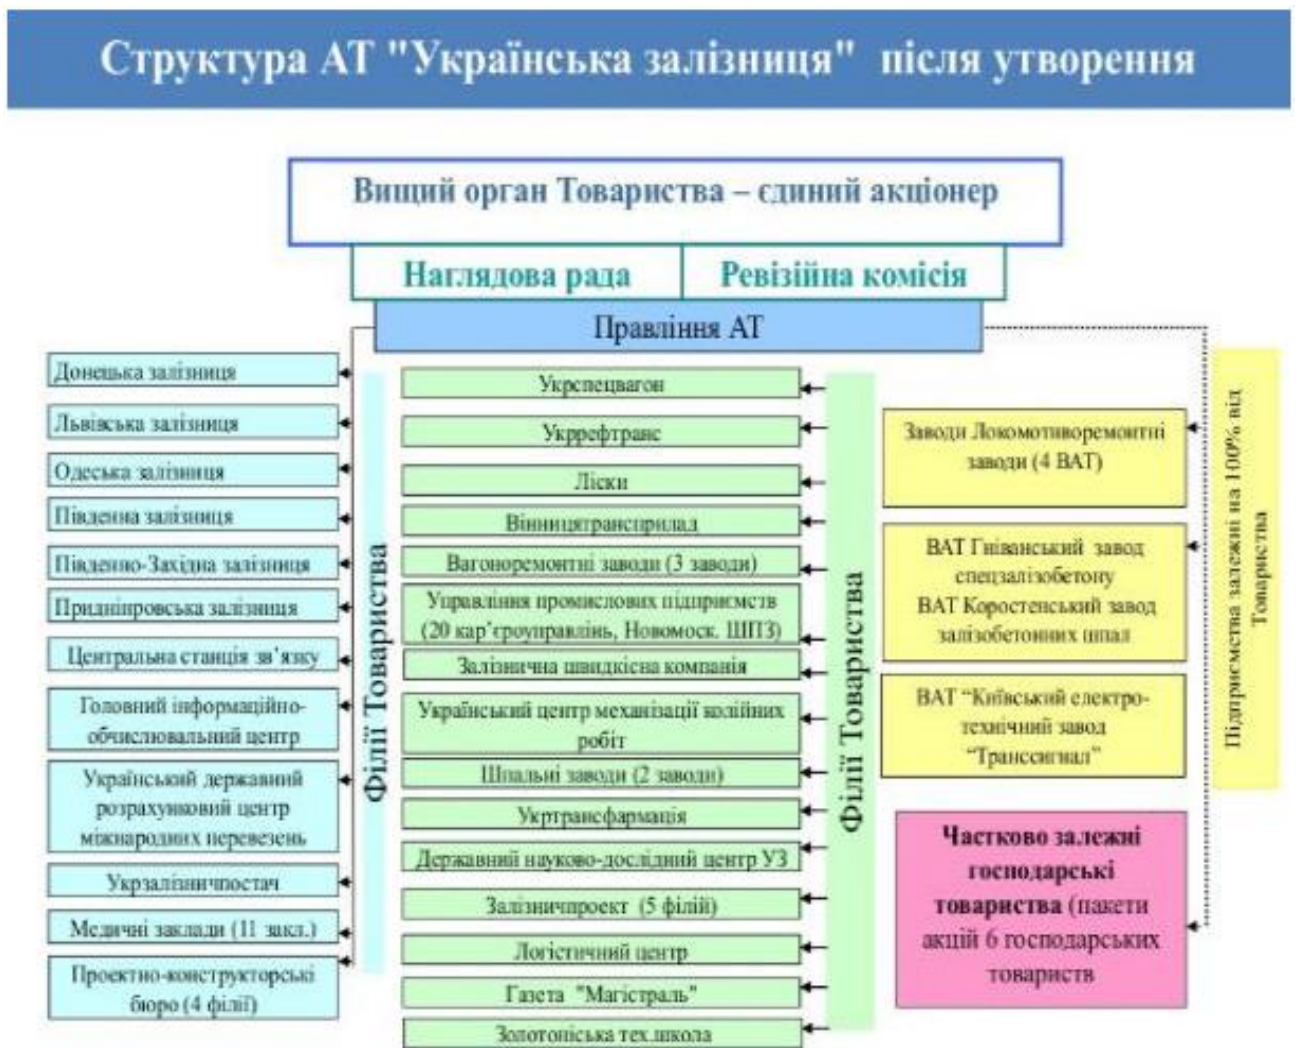 Структура АТ "Українська залізниця" після утворення
Вищий орган Товариства – єдиний акціонер
Наглядова рада
Ревізійна комісія
Правління АТ
Донецька залізниця
Львівська залізниця
Одеська залізниця
Південна залізниця
Південно-Західна залізниця
Придніпровська залізниця
Центральна станція зв’язку
Головний інформаційно-
обчислювальний центр
Український державний
розрахунковий центр
міжнародних перевезень
Укрзалізничпостач
Медичні заклади (11 закл.)
Проектно-конструкторські
бюро (4 філії)
Філії Товариства
Укрспецвагон
Укррефтранс
Ліски
Вінницятрансприлад
Вагоноремонтні заводи (3 заводи)
Управління промислових підприємств
(20 кар’єроуправлінь, Новомоск. ШПЗ)
Залізнична швидкісна компанія
Український центр механізації колійних
робіт
Шпальні заводи (2 заводи)
Укртрансфармація
Державний науково-дослідний центр УЗ
Залізничпроект (5 філій)
Логістичний центр
Газета "Магістраль"
Золотоніська тех.школа
Філії Товариства
Заводи Локомотиворемонтні
заводи (4 ВАТ)
ВАТ Гніванський завод
спецзалізобетону
ВАТ Коростенський завод
залізобетонних шпал
ВАТ “Київський електро-
технічний завод
“Транссигнал”
Частково залежні
господарські
товариства (пакети
акцій 6 господарських
товариств
Підприємства залежні на 100% від
Товариства